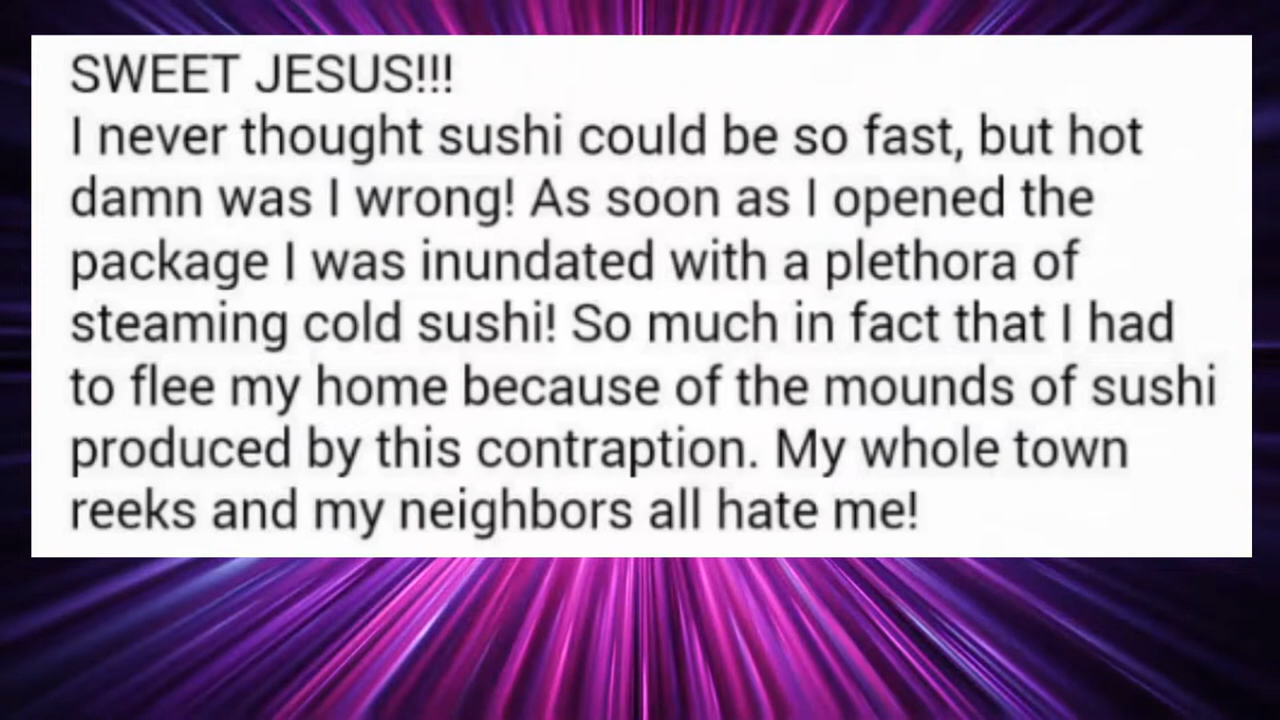 SWEET JESUS!!!
I never thought sushi could be so fast, but hot
damn was I wrong! As soon as I opened the
package I was inundated with a plethora of
steaming cold sushi! So much in fact that I had
to flee my home because of the mounds of sushi
produced by this contraption. My whole town
reeks and my neighbors all hate me!